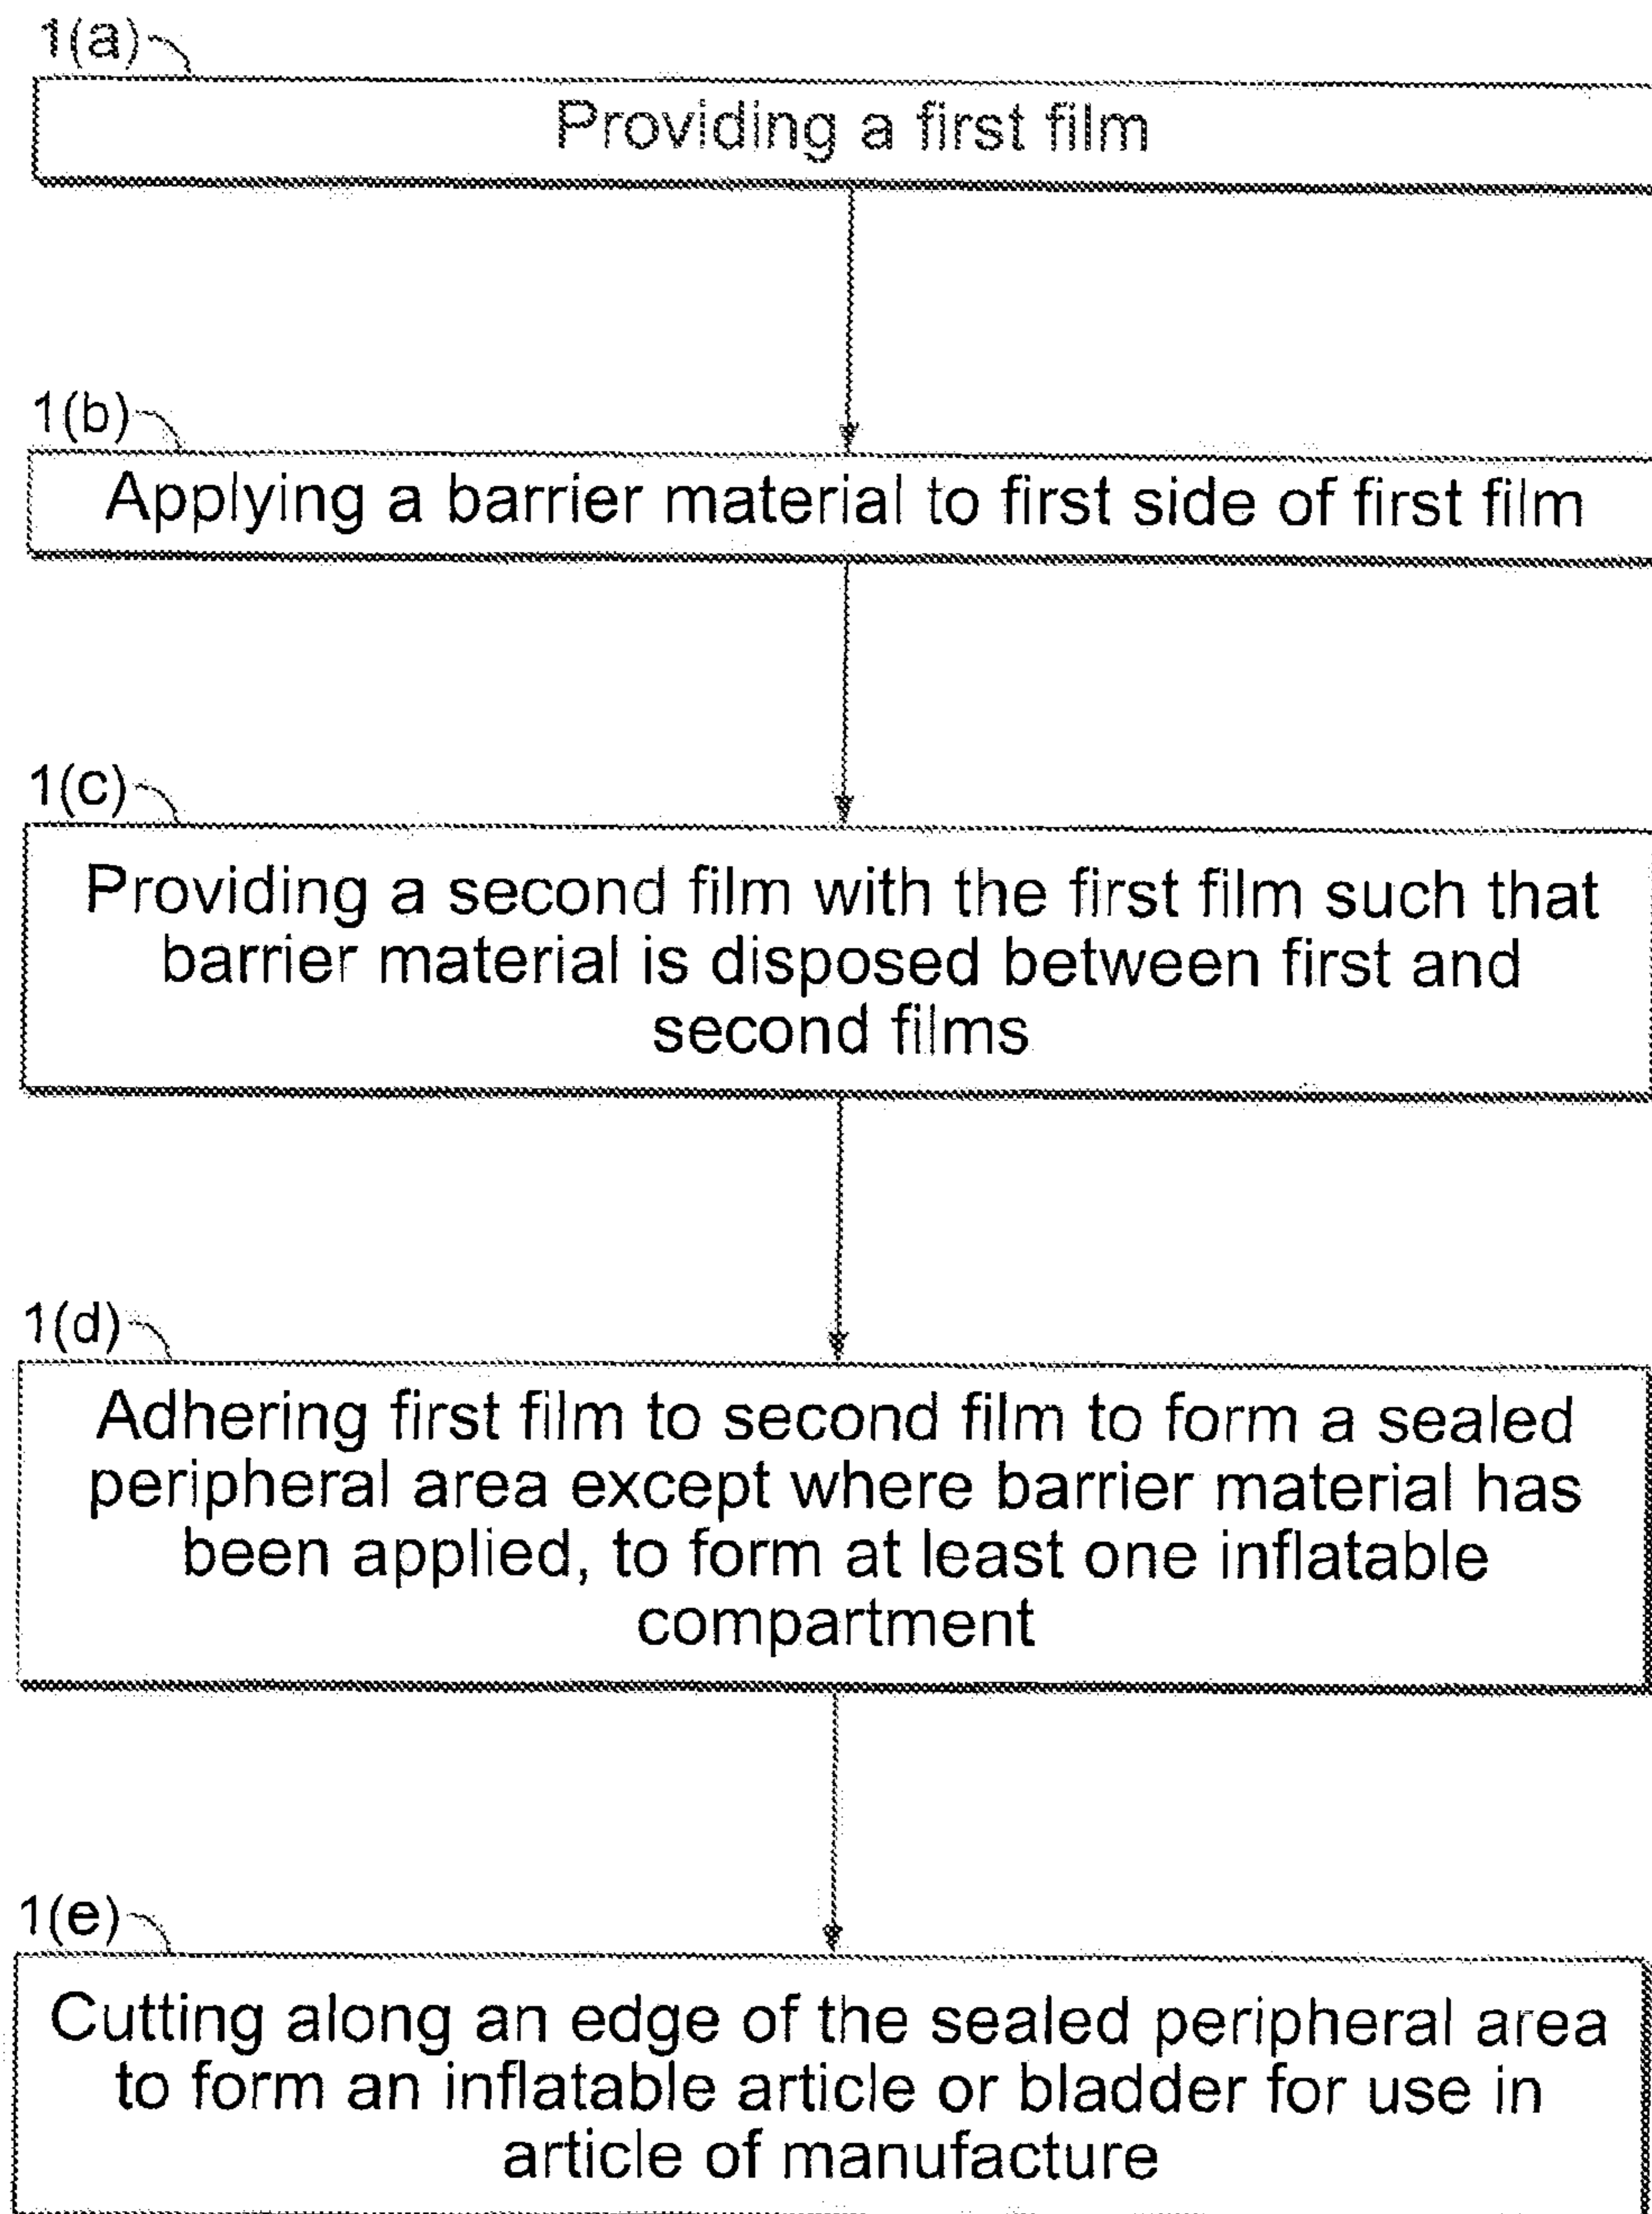 1(a)
Providing a first film
1(b)
Applying a barrier material to first side of first film
1(c)
Providing a second film with the first film such that
barrier material is disposed between first and
second films
1(d)
Adhering first film to second film to form a sealed
peripheral area except where barrier material has
been applied, to form at least one inflatable
compartment
1(e)
Cutting along an edge of the sealed peripheral area
to form an inflatable article or bladder for use in
article of manufacture